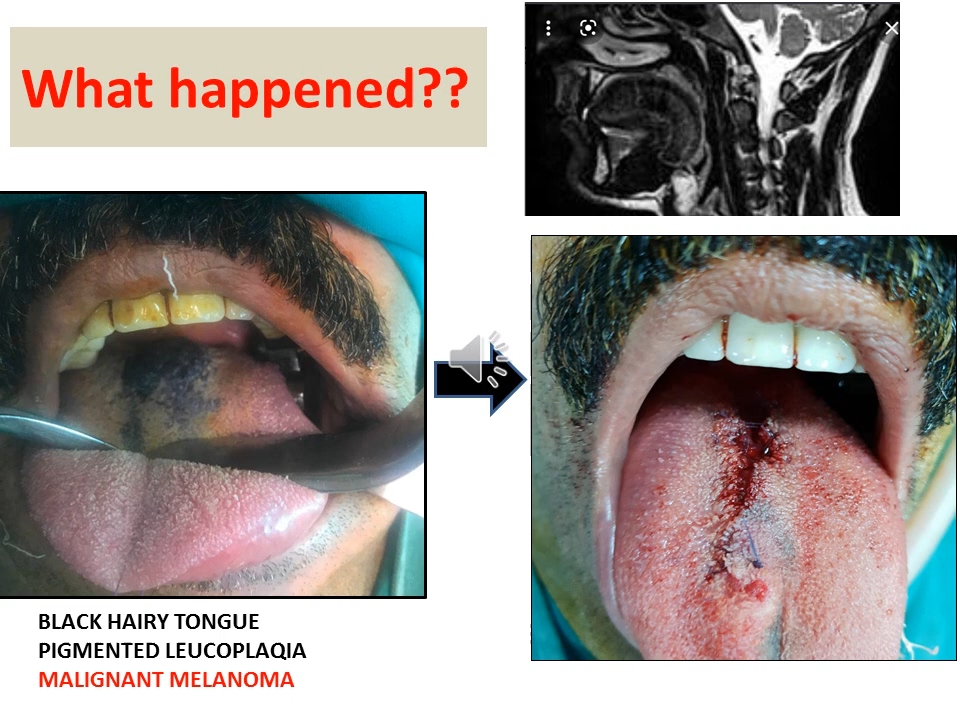 What happened??
BLACK HAIRY TONGUE
PIGMENTED LEUCOPLAQIA
MALIGNANT MELANOMA